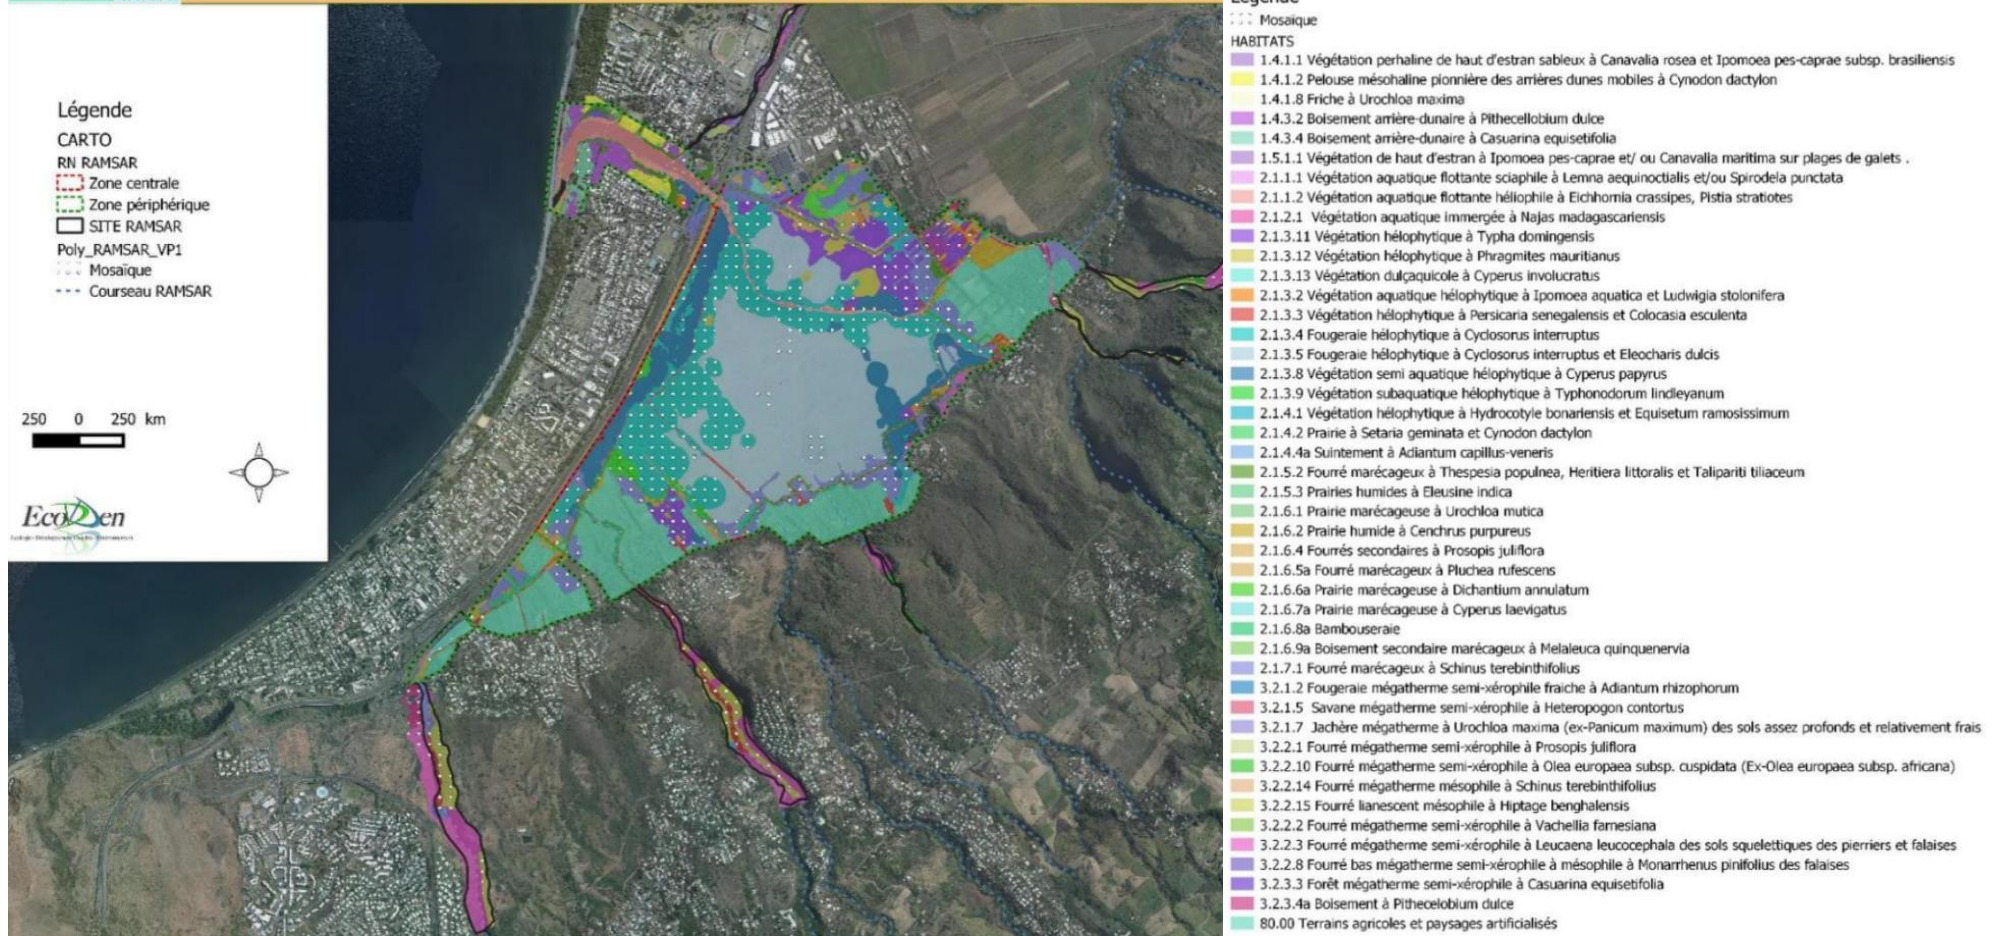 Légende
CARTO
RN RAMSAR
Zone centrale
Zone périphérique
SITE RAMSAR
Poly_RAMSAR_VP1
Mosaïque
Courseau RAMSAR
250 0 250 km
EcoDDen
Légende
Mosaïque
HABITATS
1.4.1.1 Végétation perhaline de haut d'estran sableux à Canavalia rosea et Ipomoea pes-caprae subsp. brasiliensis
1.4.1.2 Pelouse mésohaline pionnière des arrières dunes mobiles à Cynodon dactylon
1.4.1.8 Friche à Urochloa maxima
1.4.3.2 Boisement arrière-dunaire à Pithecellobium dulce
1.4.3.4 Boisement arrière-dunaire à Casuarina equisetifolia
1.5.1.1 Végétation de haut d'estran à Ipomoea pes-caprae et/ ou Canavalia maritima sur plages de galets .
2.1.1.1 Végétation aquatique flottante sciaphile à Lemna aequinoctialis et/ou Spirodela punctata
2.1.1.2 Végétation aquatique flottante héliophile à Eichhornia crassipes, Pistia stratiotes
2.1.2.1 Végétation aquatique immergée à Najas madagascariensis
2.1.3.11 Végétation hélophytique à Typha domingensis
2.1.3.12 Végétation hélophytique à Phragmites mauritianus
2.1.3.13 Végétation dulçaquicole à Cyperus involucratus
2.1.3.2 Végétation aquatique hélophytique à Ipomoea aquatica et Ludwigia stolonifera
2.1.3.3 Végétation hélophytique à Persicaria senegalensis et Colocasia esculenta
2.1.3.4 Fougeraie hélophytique à Cyclosorus interruptus
2.1.3.5 Fougeraie hélophytique à Cyclosorus interruptus et Eleocharis dulcis
2.1.3.8 Végétation semi aquatique hélophytique à Cyperus papyrus
2.1.3.9 Végétation subaquatique hélophytique à Typhonodorum lindleyanum
2.1.4.1 Végétation hélophytique à Hydrocotyle bonariensis et Equisetum ramosissimum
2.1.4.2 Prairie à Setaria geminata et Cynodon dactylon
2.1.4.4a Suintement à Adiantum capillus-veneris
2.1.5.2 Fourré marécageux à Thespesia populnea, Heritiera littoralis et Talipariti tiliaceum
2.1.5.3 Prairies humides à Eleusine indica
2.1.6.1 Prairie marécageuse à Urochloa mutica
2.1.6.2 Prairie humide à Cenchrus purpureus
2.1.6.4 Fourrés secondaires à Prosopis juliflora
2.1.6.5a Fourré marécageux à Pluchea rufescens
2.1.6.6a Prairie marécageuse à Dichantium annulatum
2.1.6.7a Prairie marécageuse à Cyperus laevigatus
2.1.6.8a Bambouseraie
2.1.6.9a Boisement secondaire marécageux à Melaleuca quinquenervia
2.1.7.1 Fourré marécageux à Schinus terebinthifolius
3.2.1.2 Fougeraie mégatherme semi-xérophile fraiche à Adiantum rhizophorum
3.2.1.5 Savane mégatherme semi-xérophile à Heteropogon contortus
3.2.1.7 Jachère mégatherme à Urochloa maxima (ex-Panicum maximum) des sols assez profonds et relativement frais
3.2.2.1 Fourré mégatherme semi-xérophile à Prosopis juliflora
3.2.2.10 Fourré mégatherme semi-xérophile à Olea europaea subsp. cuspidata (Ex-Olea europaea subsp. africana)
3.2.2.14 Fourré mégatherme mésophile à Schinus terebinthifolius
3.2.2.15 Fourré lianescent mésophile à Hiptage benghalensis
3.2.2.2 Fourré mégatherme semi-xérophile à Vachellia farnesiana
3.2.2.3 Fourré mégatherme semi-xérophile à Leucaena leucocephala des sols squelettiques des pierriers et falaises
3.2.2.8 Fourré bas mégatherme semi-xérophile à mésophile à Monarrhenus pinifolius des falaises
3.2.3.3 Forêt mégatherme semi-xérophile à Casuarina equisetifolia
3.2.3.4a Boisement à Pithecelobium dulce
80.00 Terrains agricoles et paysages artificialisés